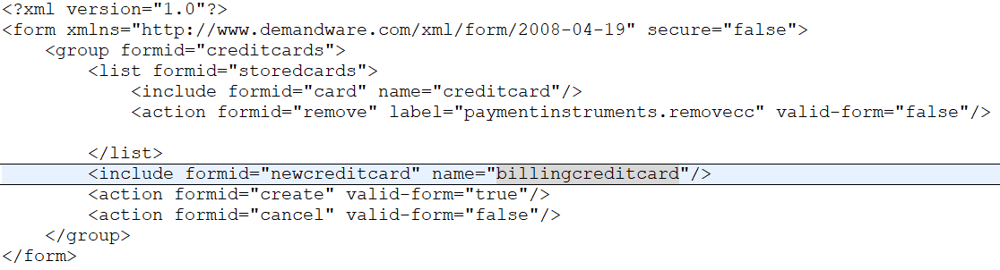 <?xml version="1.0"?>
<form xmlns="http://www.demandware.com/xml/form/2008-04-19" secure="false">
    <group formid="creditcards">
        <list formid="storedcards">
            <include formid="card" name="creditcard"/>
            <action formid="remove" label="paymentinstruments.removecc" valid-form="false"/>
        </list>
        <include formid="newcreditcard" name="billingcreditcard"/>
        <action formid="create" valid-form="true"/>
        <action formid="cancel" valid-form="false"/>
    </group>
</form>